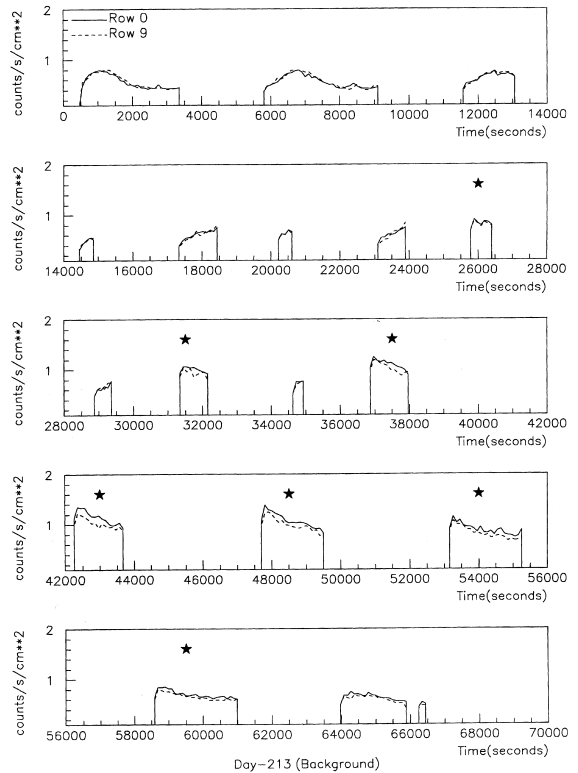 counts/s/cm**2
2
1
Row 0
Row 9
0 2000 4000 6000 8000 10000 12000 14000
Time(seconds)
counts/s/cm**2
2
1
14000 16000 18000 20000 22000 24000 26000 28000
Time(seconds)
counts/s/cm**2
2
1
28000 30000 32000 34000 36000 38000 40000 42000
Time(seconds)
counts/s/cm**2
2
1
42000 44000 46000 48000 50000 52000 54000 56000
Time(seconds)
counts/s/cm**2
2
1
56000 58000 60000 62000 64000 66000 68000 70000
Time(seconds)
Day-213 (Background)